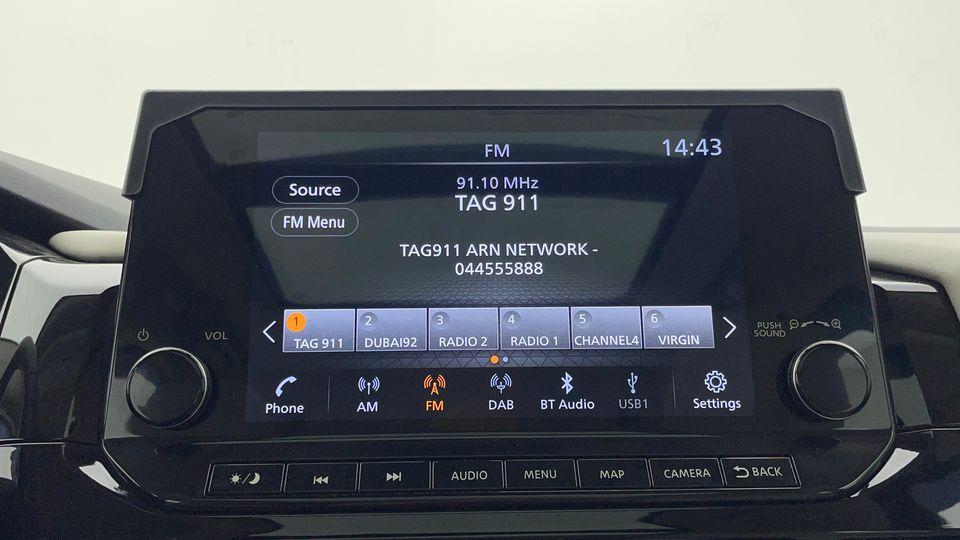 FM
14:43
Source
91.10 MHz
TAG 911
FM Menu
TAG911 ARN NETWORK -
044555888
1 2 3 4 5 6
TAG 911 DUBAI92 RADIO 2 RADIO 1 CHANNEL4 VIRGIN
VOL
PUSH
SOUND
Phone AM FM DAB BT Audio USB1 Settings
AUDIO MENU MAP CAMERA BACK